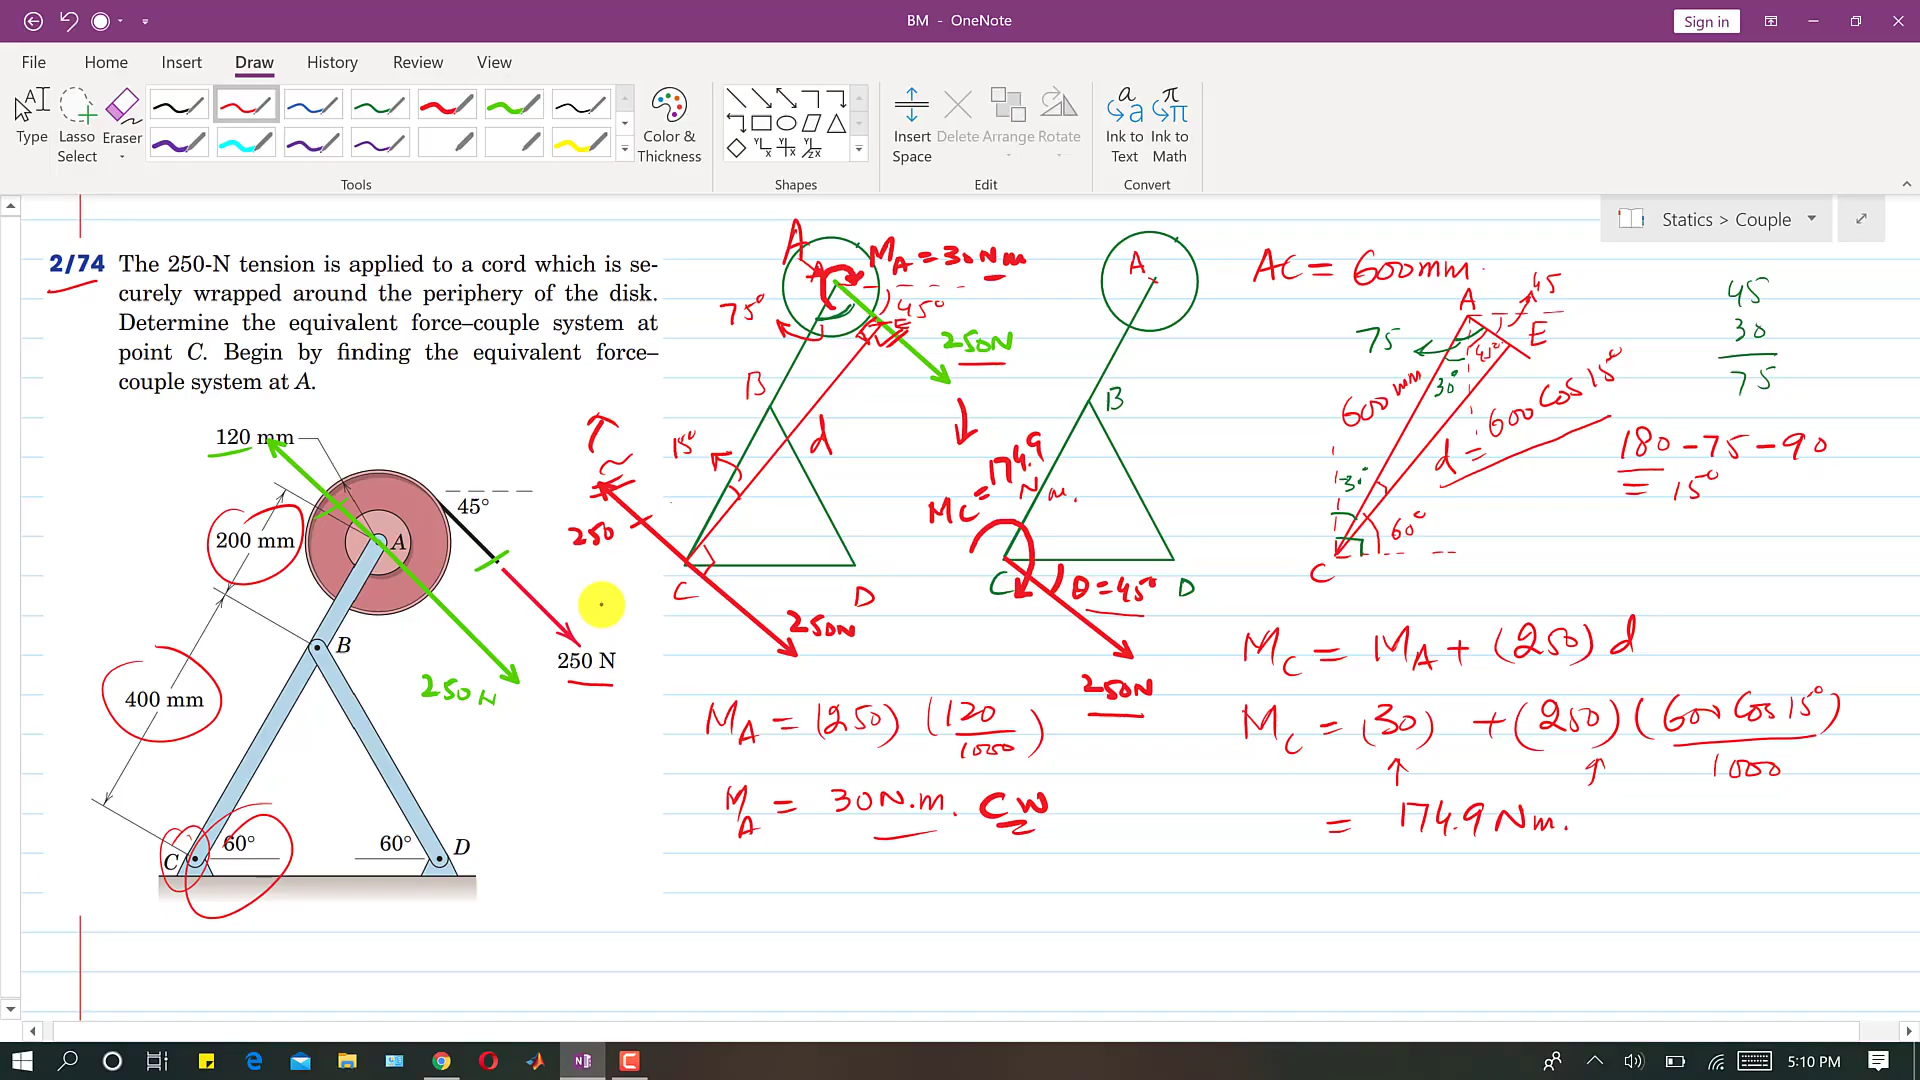 BM - OneNote
Sign in
File Home Insert Draw History Review View
Type
Lasso Select
Eraser
Color & Thickness
Insert Space
Delete
Arrange
Rotate
Ink to Text
Ink to Math
Tools
Shapes
Edit
Convert
Statics > Couple
2/74 The 250-N tension is applied to a cord which is se-
curely wrapped around the periphery of the disk.
Determine the equivalent force–couple system at
point C. Begin by finding the equivalent force–
couple system at A.
120 mm
45°
200 mm
A
B
250 N
250 N
400 mm
C
60°
60°
D
A
A
MA = 30Nm
75°
45°
E
250N
B
15°
d
250
C
D
250N
A
B
MC = 174.9 Nm.
C
θ = 45°
D
250N
MA = (250) (120/1000)
MA = 30N.m. CW
AC = 600mm.
A
45
E
75
45°
30°
600 mm
d = 600 Cos 15°
30
60°
C
45
30
75
180 - 75 - 90
= 15°
MC = MA + (250) d
MC = (30) + (250) (600 Cos 15°/1000)
= 174.9 Nm.
5:10 PM